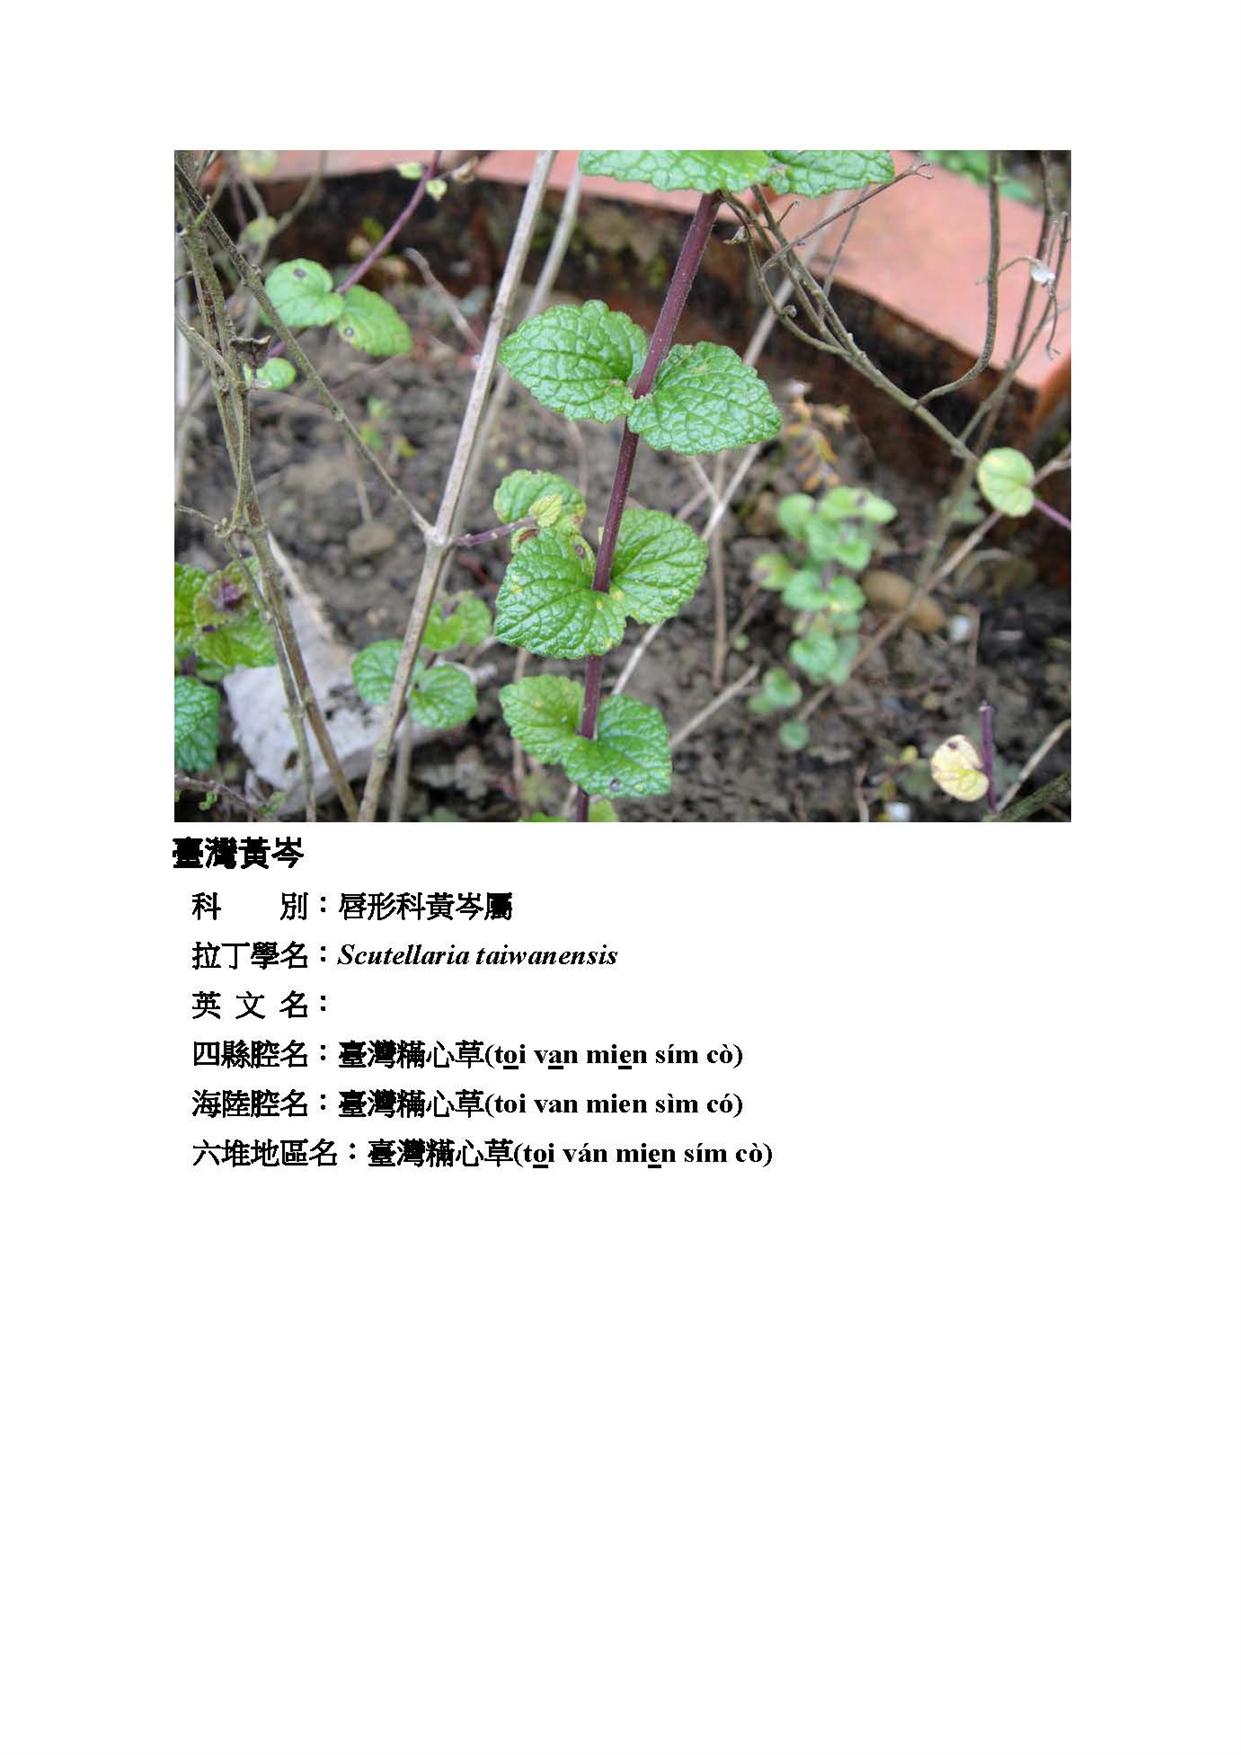 臺灣黃岑
科　　別：唇形科黃岑屬
拉丁學名：Scutellaria taiwanensis
英 文 名：
四縣腔名：臺灣𥽋心草(to̲i va̲n mie̲n sím cò)
海陸腔名：臺灣𥽋心草(toi van mien sìm có)
六堆地區名：臺灣𥽋心草(to̲i ván mie̲n sím cò)